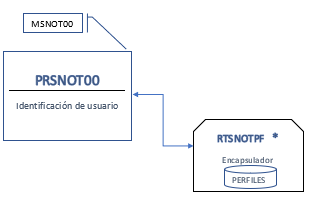 MSNOT00
PRSNOT00
Identificación de usuario
RTSNOTPF *
Encapsulador
PERFILES